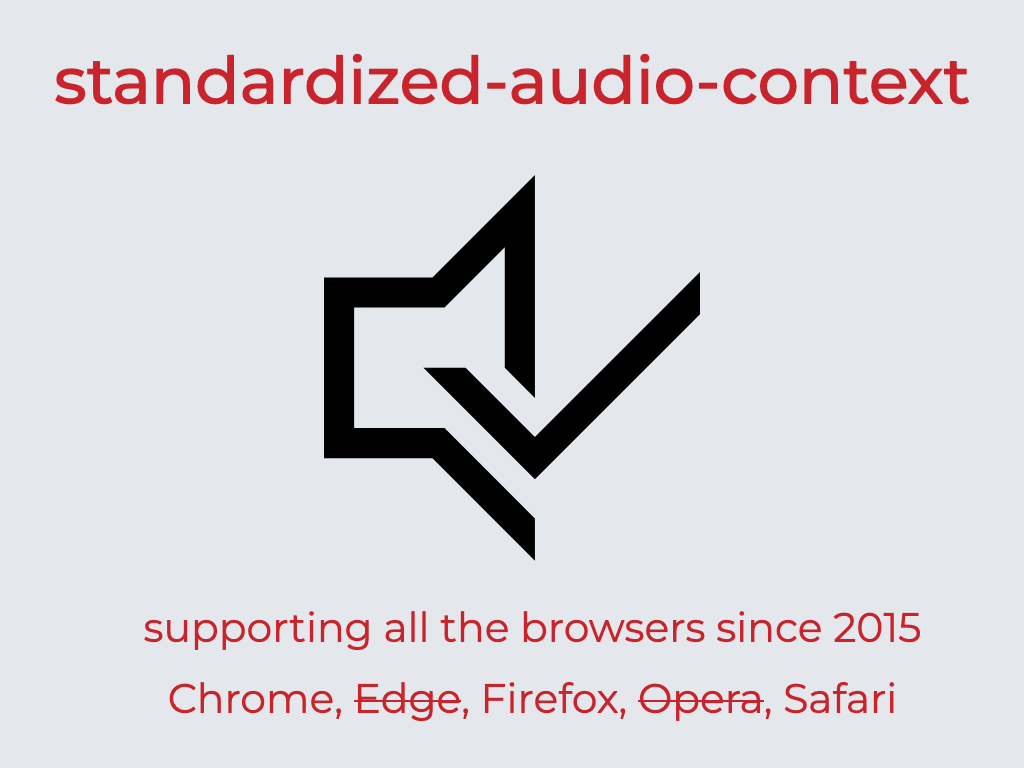 standardized-audio-context
supporting all the browsers since 2015
Chrome, Edge, Firefox, Opera, Safari